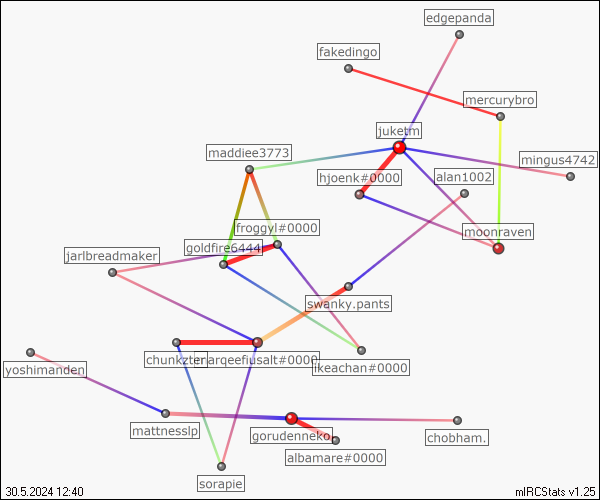 edgepanda
fakedingo
mercurybro
juketm
maddiee3773
mingus4742
hjoenk#0000
alan1002
froggyl#0000
moonraven
goldfire6444
jarlbreadmaker
swanky.pants
chunkzter
marqeefiusalt#0000
ikeachan#0000
yoshimanden
mattnesslp
gorudenneko
chobham.
albamare#0000
sorapie
30.5.2024 12:40
mIRCStats v1.25